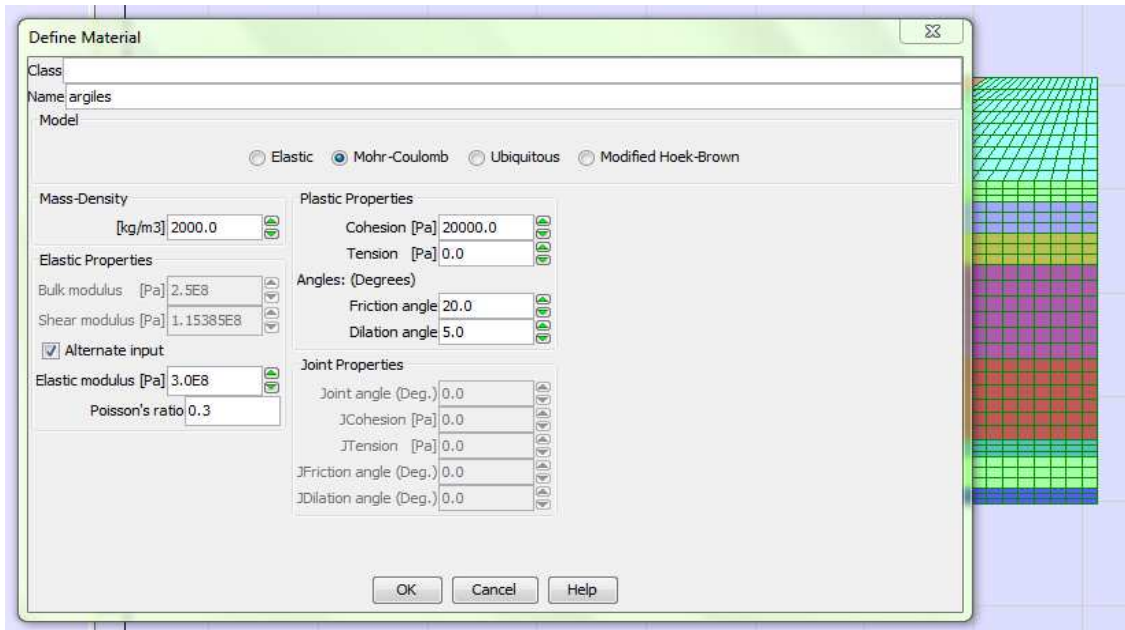 Define Material
Class
Name argiles
Model
Elastic Mohr-Coulomb Ubiquitous Modified Hoek-Brown
Mass-Density
[kg/m3] 2000.0
Elastic Properties
Bulk modulus [Pa] 2.5E8
Shear modulus [Pa] 1.15385E8
Alternate input
Elastic modulus [Pa] 3.0E8
Poisson's ratio 0.3
Plastic Properties
Cohesion [Pa] 20000.0
Tension [Pa] 0.0
Angles: (Degrees)
Friction angle 20.0
Dilation angle 5.0
Joint Properties
Joint angle (Deg.) 0.0
JCohesion [Pa] 0.0
JTension [Pa] 0.0
JFriction angle (Deg.) 0.0
JDilation angle (Deg.) 0.0
OK Cancel Help